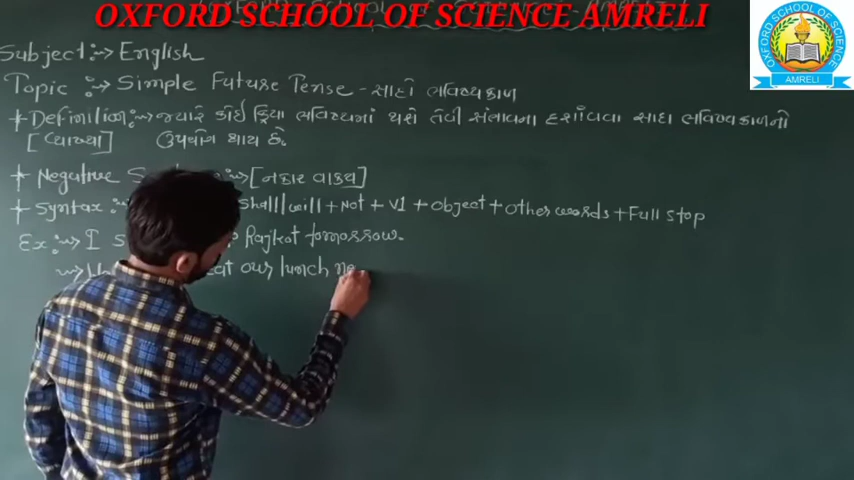 OXFORD SCHOOL OF SCIENCE AMRELI
OXFORD SCHOOL OF SCIENCE
AMRELI
Subject :→ English
Topic :→ Simple Future Tense - સાદો ભવિષ્યકાળ
+ Definition :→ જ્યારે કોઈ ક્રિયા ભવિષ્યમાં થશે તેવી સંભાવના દર્શાવવા સાદા ભવિષ્યકાળનો
[વ્યાખ્યા] ઉપયોગ થાય છે.
+ Negative :→ [નકાર વાક્ય]
+ Syntax shall/will + Not + V1 + Object + Other words + Full stop
Ex :→ I Rajkot tomorrow.
→ eat our lunch